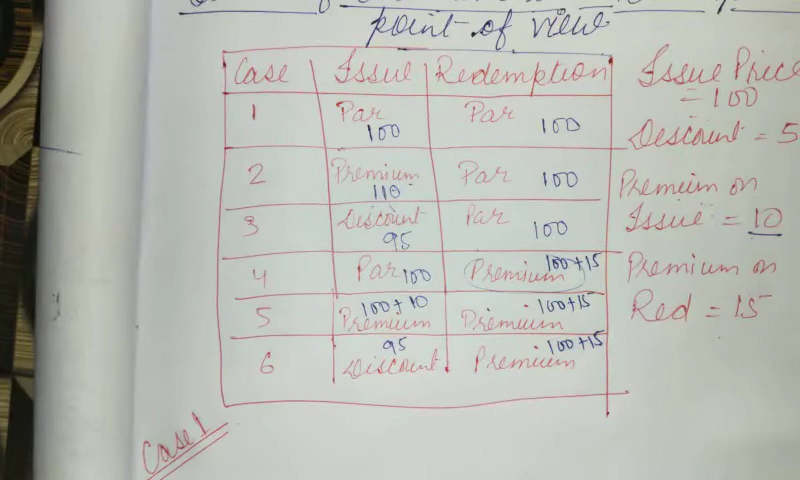 point of view
Case Issue Redemption
1 Par 100 Par 100
2 Premium 110 Par 100
3 Discount 95 Par 100
4 Par 100 Premium 100+15
5 100+10 Premium 100+15 Premium
6 95 Discount 100+15 Premium
Issue Price
= 100
Discount = 5
Premium on
Issue = 10
Premium on
Red = 15
Case 1